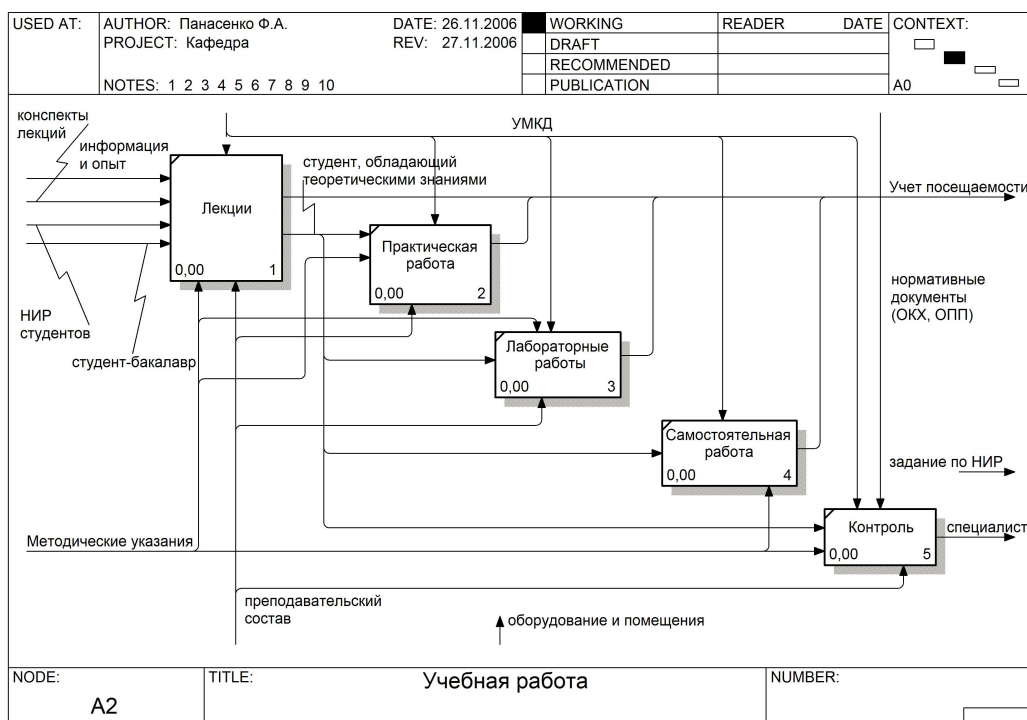 USED AT:
AUTHOR: Панасенко Ф.А.
DATE: 26.11.2006
WORKING
READER
DATE
CONTEXT:
PROJECT: Кафедра
REV: 27.11.2006
DRAFT
RECOMMENDED
NOTES: 1 2 3 4 5 6 7 8 9 10
PUBLICATION
A0
конспекты
лекций
информация
и опыт
УМКД
студент, обладающий
теоретическими знаниями
Учет посещаемости
Лекции
0,00 1
Практическая
работа
0,00 2
нормативные
документы
(ОКХ, ОПП)
НИР
студентов
студент-бакалавр
Лабораторные
работы
0,00 3
Самостоятельная
работа
0,00 4
задание по НИР
Методические указания
Контроль
0,00 5
специалист
преподавательский
состав
оборудование и помещения
NODE:
A2
TITLE:
Учебная работа
NUMBER: